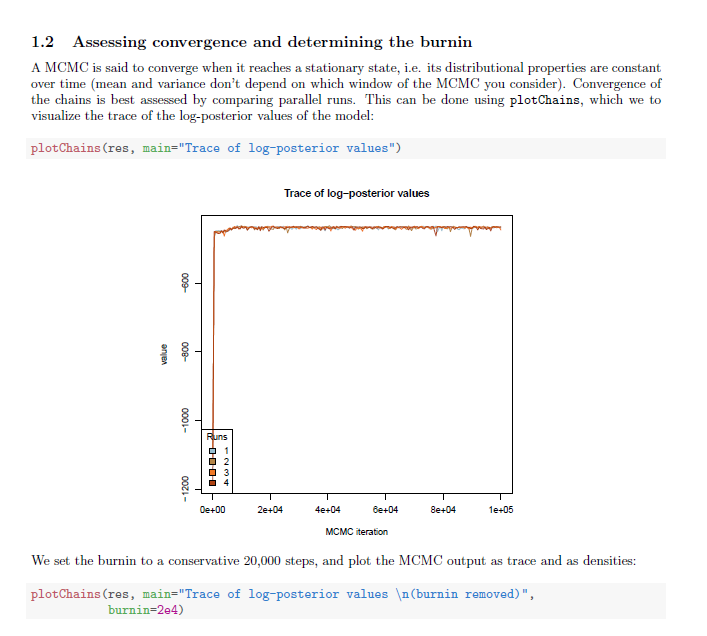 1.2 Assessing convergence and determining the burnin
A MCMC is said to converge when it reaches a stationary state, i.e. its distributional properties are constant
over time (mean and variance don't depend on which window of the MCMC you consider). Convergence of
the chains is best assessed by comparing parallel runs. This can be done using plotChains, which we to
visualize the trace of the log-posterior values of the model:
plotChains(res, main="Trace of log-posterior values")
Trace of log−posterior values
value
−600
−800
−1000
−1200
Runs
1
2
3
4
0e+00 2e+04 4e+04 6e+04 8e+04 1e+05
MCMC iteration
We set the burnin to a conservative 20,000 steps, and plot the MCMC output as trace and as densities:
plotChains(res, main="Trace of log-posterior values \n(burnin removed)",
burnin=2e4)